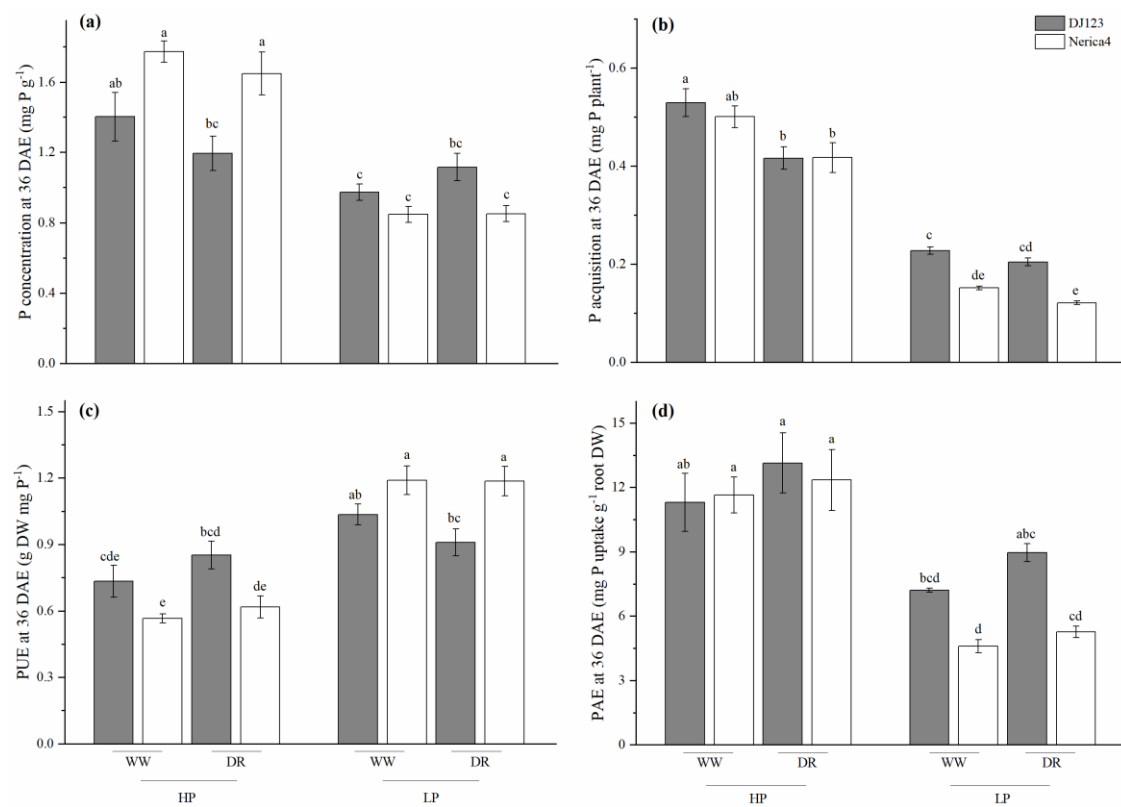 (a)
P concentration at 36 DAE (mg P g-1)
1.6
1.2
0.8
0.4
0.0
ab
a
bc
a
c
c
bc
c
(b)
DJ123
Nerica4
P acquisition at 36 DAE (mg P plant-1)
0.6
0.4
0.2
0.0
a
ab
b
b
c
de
cd
e
(c)
PUE at 36 DAE (g DW mg P-1)
1.5
1.2
0.9
0.6
0.3
0.0
cde
e
bcd
de
ab
a
bc
a
WW DR WW DR
HP LP
(d)
PAE at 36 DAE (mg P uptake g-1 root DW)
15
12
9
6
3
0
ab
a
a
a
bcd
d
abc
cd
WW DR WW DR
HP LP